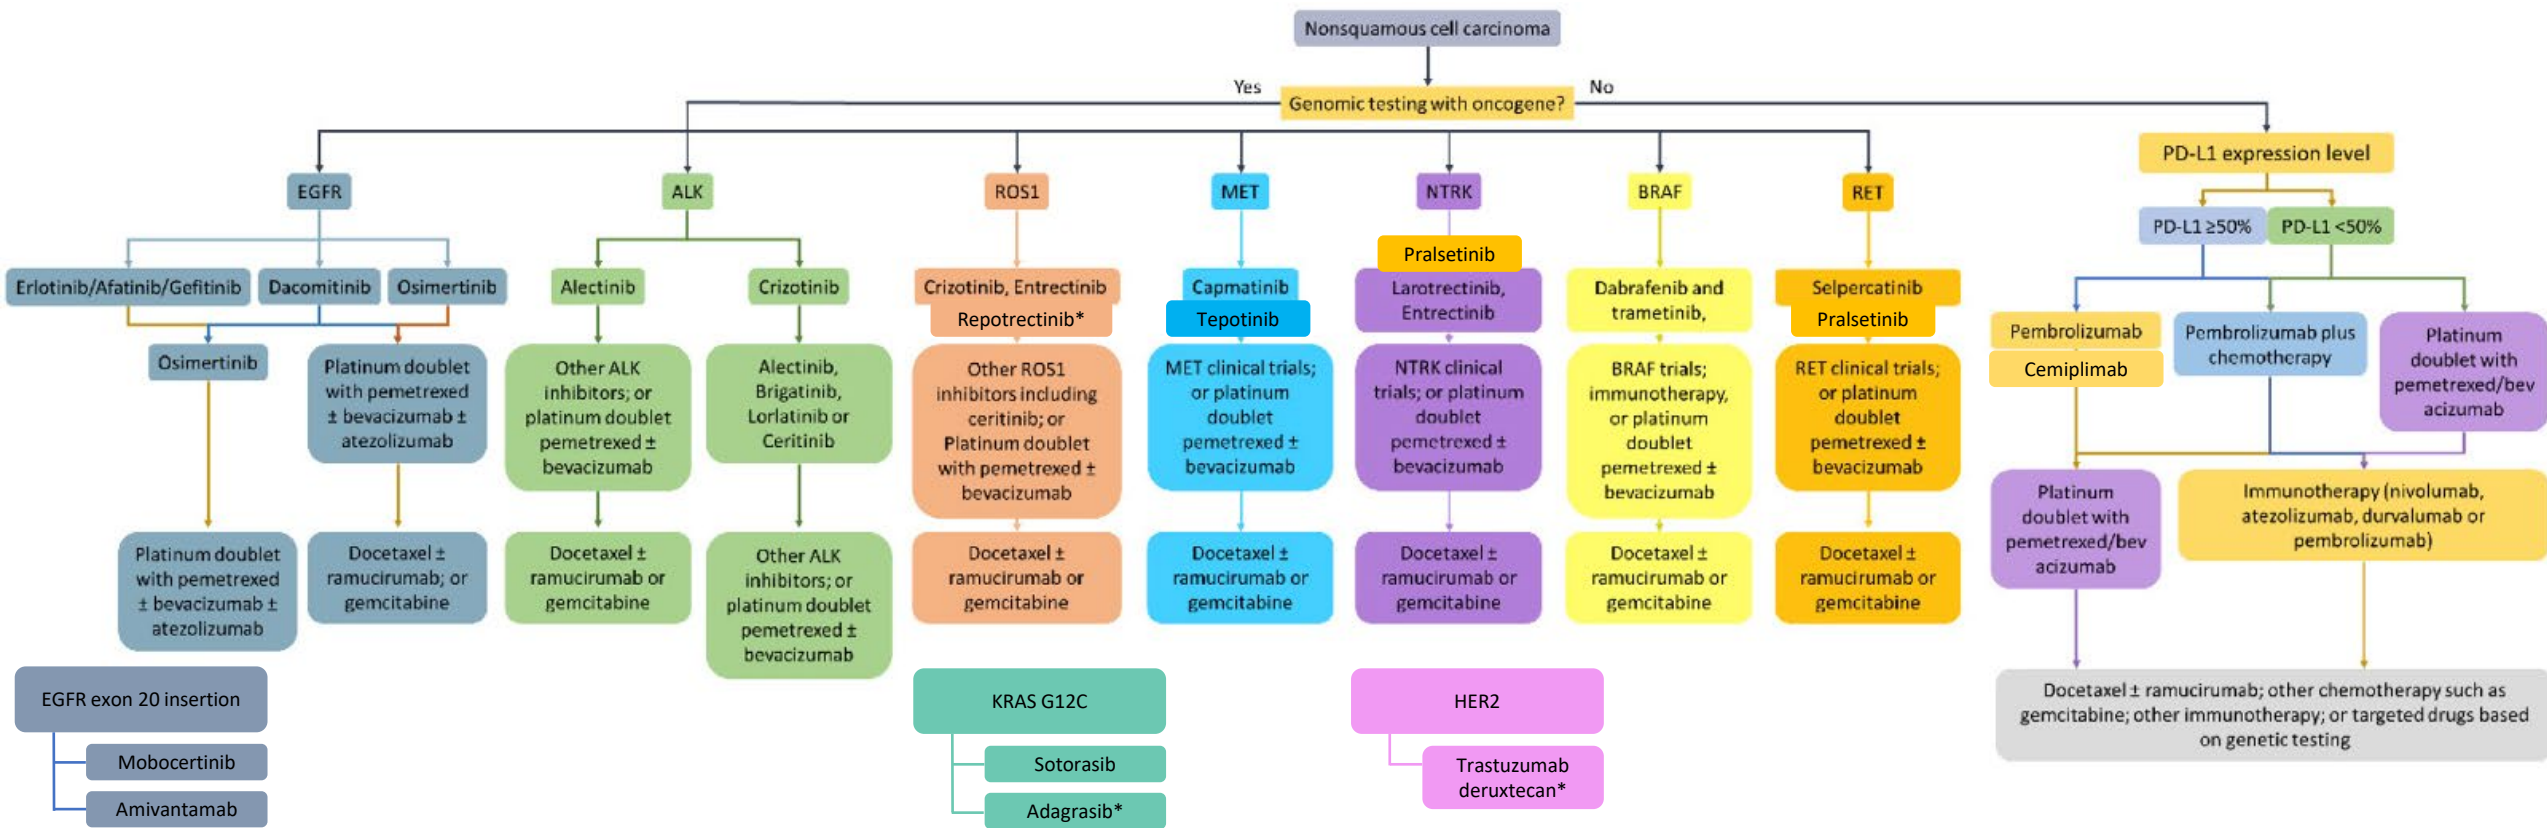 Nonsquamous cell carcinoma
Yes
Genomic testing with oncogene?
No
EGFR
ALK
ROS1
MET
NTRK
BRAF
RET
PD-L1 expression level
PD-L1 ≥50%
PD-L1 <50%
Erlotinib/Afatinib/Gefitinib
Dacomitinib
Osimertinib
Osimertinib
Platinum doublet
with pemetrexed
± bevacizumab ±
atezolizumab
Platinum doublet
with pemetrexed
± bevacizumab ±
atezolizumab
Docetaxel ±
ramucirumab; or
gemcitabine
Alectinib
Crizotinib
Other ALK
inhibitors; or
platinum doublet
pemetrexed ±
bevacizumab
Alectinib,
Brigatinib,
Lorlatinib or
Ceritinib
Docetaxel ±
ramucirumab or
gemcitabine
Other ALK
inhibitors; or
platinum doublet
pemetrexed ±
bevacizumab
Crizotinib, Entrectinib
Repotrectinib*
Other ROS1
inhibitors including
ceritinib; or
Platinum doublet
with pemetrexed ±
bevacizumab
Docetaxel ±
ramucirumab or
gemcitabine
Capmatinib
Tepotinib
MET clinical trials;
or platinum
doublet
pemetrexed ±
bevacizumab
Docetaxel ±
ramucirumab or
gemcitabine
Pralsetinib
Larotrectinib,
Entrectinib
NTRK clinical
trials; or platinum
doublet
pemetrexed ±
bevacizumab
Docetaxel ±
ramucirumab or
gemcitabine
Dabrafenib and
trametinib,
BRAF trials;
immunotherapy,
or platinum
doublet
pemetrexed ±
bevacizumab
Docetaxel ±
ramucirumab or
gemcitabine
Selpercatinib
Pralsetinib
RET clinical trials;
or platinum
doublet
pemetrexed ±
bevacizumab
Docetaxel ±
ramucirumab or
gemcitabine
Pembrolizumab
Cemiplimab
Pembrolizumab plus
chemotherapy
Platinum
doublet with
pemetrexed/bev
acizumab
Platinum
doublet with
pemetrexed/bev
acizumab
Immunotherapy (nivolumab,
atezolizumab, durvalumab or
pembrolizumab)
Docetaxel ± ramucirumab; other chemotherapy such as
gemcitabine; other immunotherapy; or targeted drugs based
on genetic testing
EGFR exon 20 insertion
Mobocertinib
Amivantamab
KRAS G12C
Sotorasib
Adagrasib*
HER2
Trastuzumab
deruxtecan*